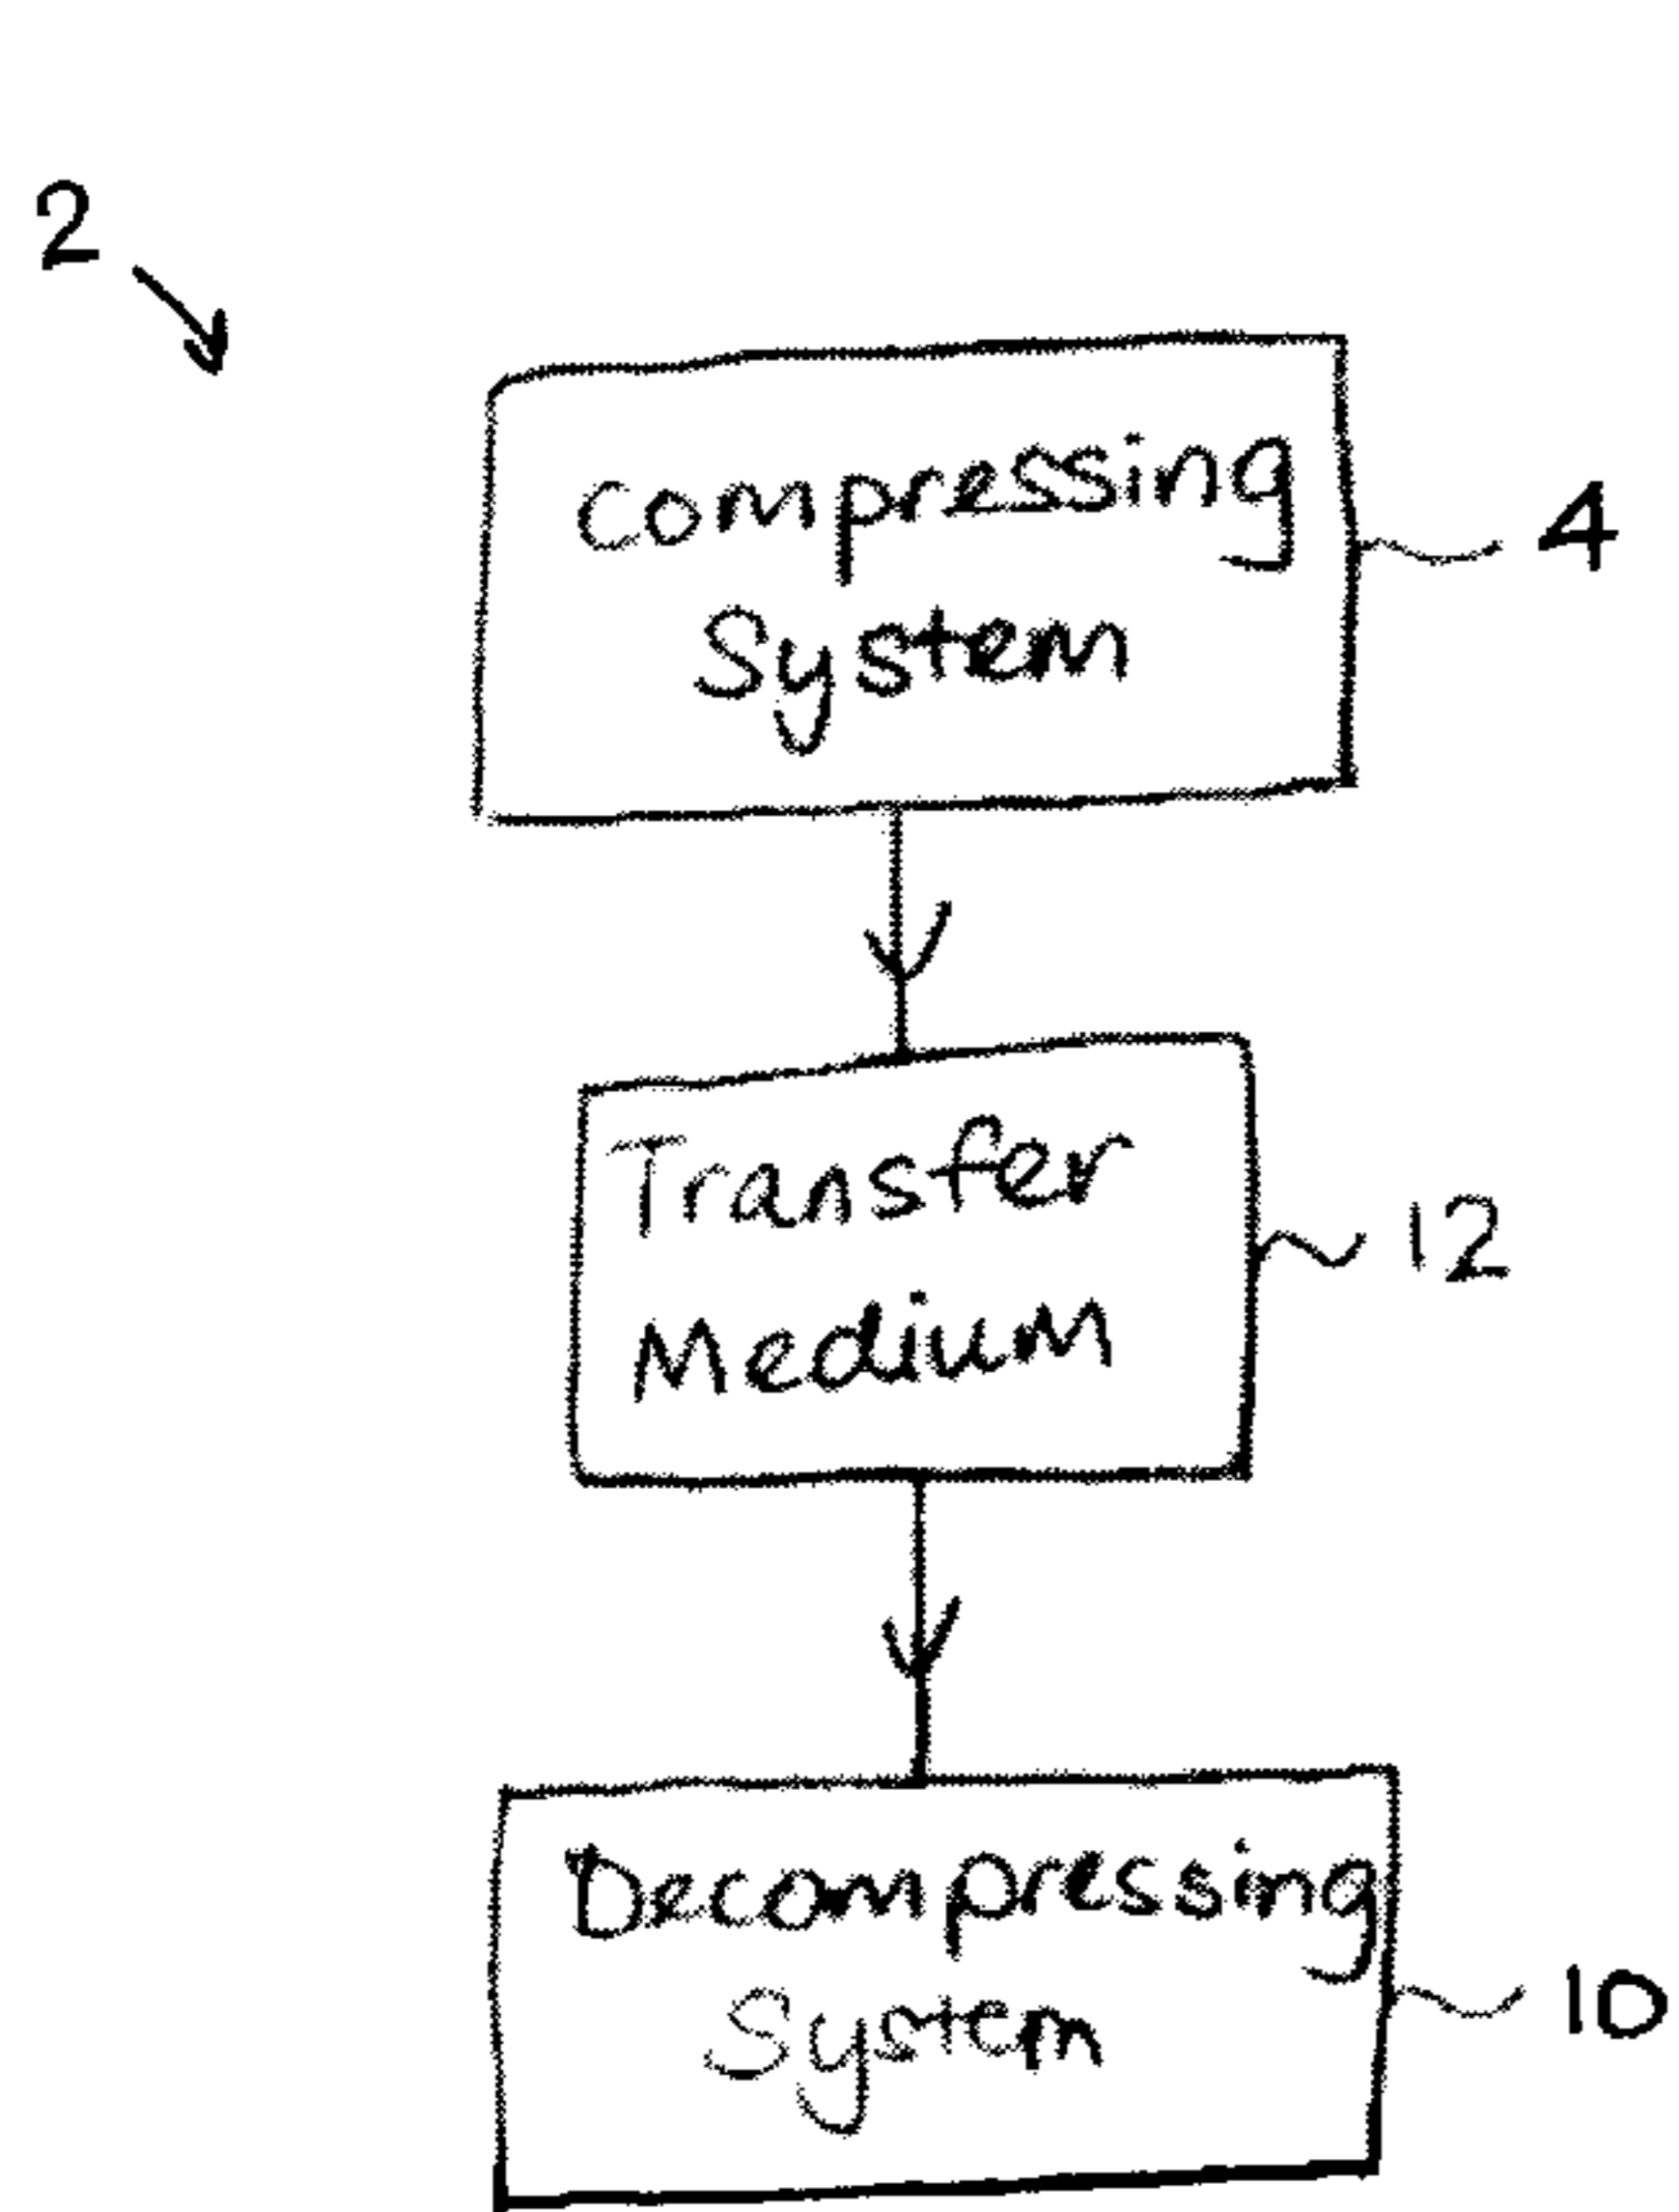 2
Compressing
System
4
Transfer
Medium
12
Decompressing
System
10